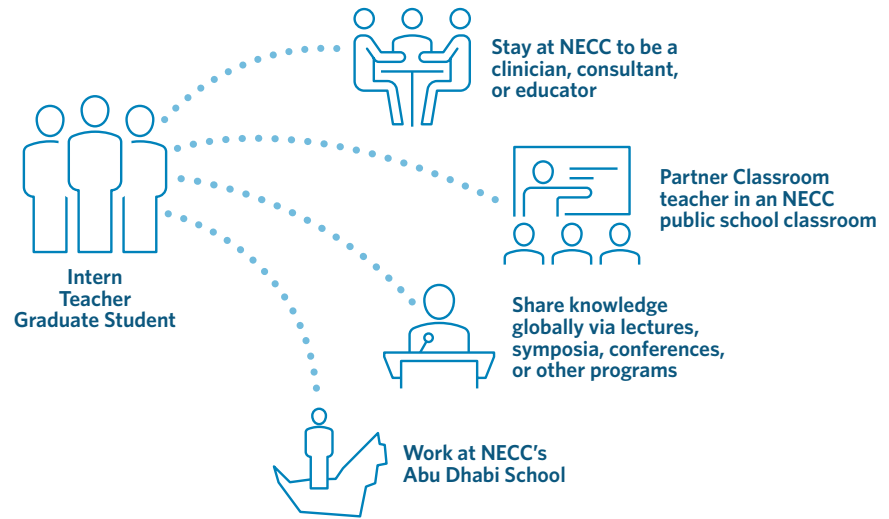 Stay at NECC to be a
clinician, consultant,
or educator
Partner Classroom
teacher in an NECC
public school classroom
Intern
Teacher
Graduate Student
Share knowledge
globally via lectures,
symposia, conferences,
or other programs
Work at NECC's
Abu Dhabi School